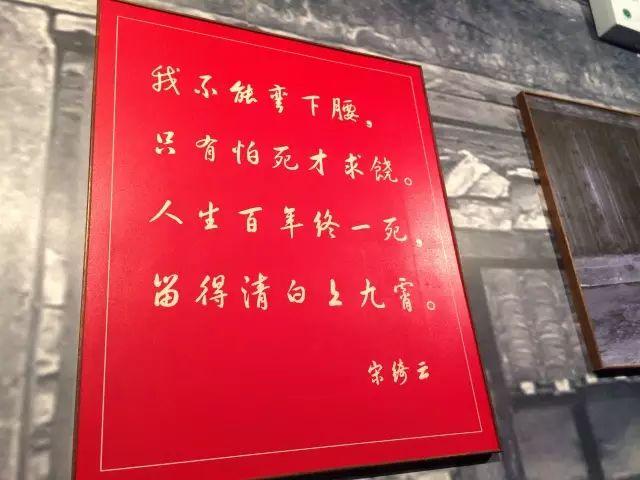 我不能弯下腰，
只有怕死才求饶。
人生百年终一死，
留得清白上九霄。
宋绮云